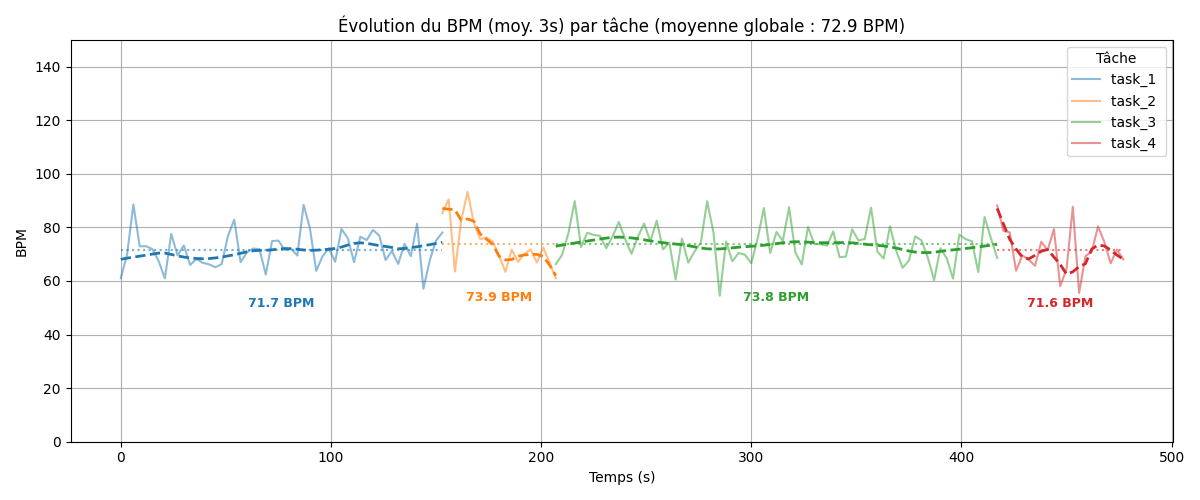 Évolution du BPM (moy. 3s) par tâche (moyenne globale : 72.9 BPM)
Tâche
task_1
task_2
task_3
task_4
BPM
140
120
100
80
60
40
20
0
71.7 BPM
73.9 BPM
73.8 BPM
71.6 BPM
0
100
200
300
400
500
Temps (s)